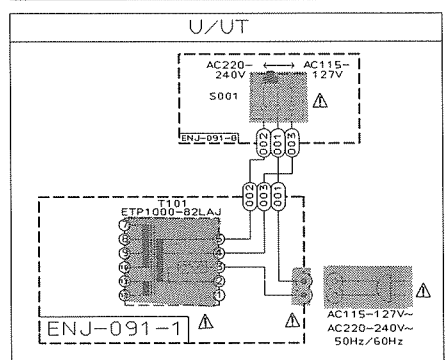 U/UT
AC220- ⟷ AC115-
240V 127V
S001
ENJ-091-B
002 001 003
002 003 001
T101
ETP1000-82LAJ
7
5
4
3
2
1
ENJ-091-1
AC115-127V~
AC220-240V~
50Hz/60Hz